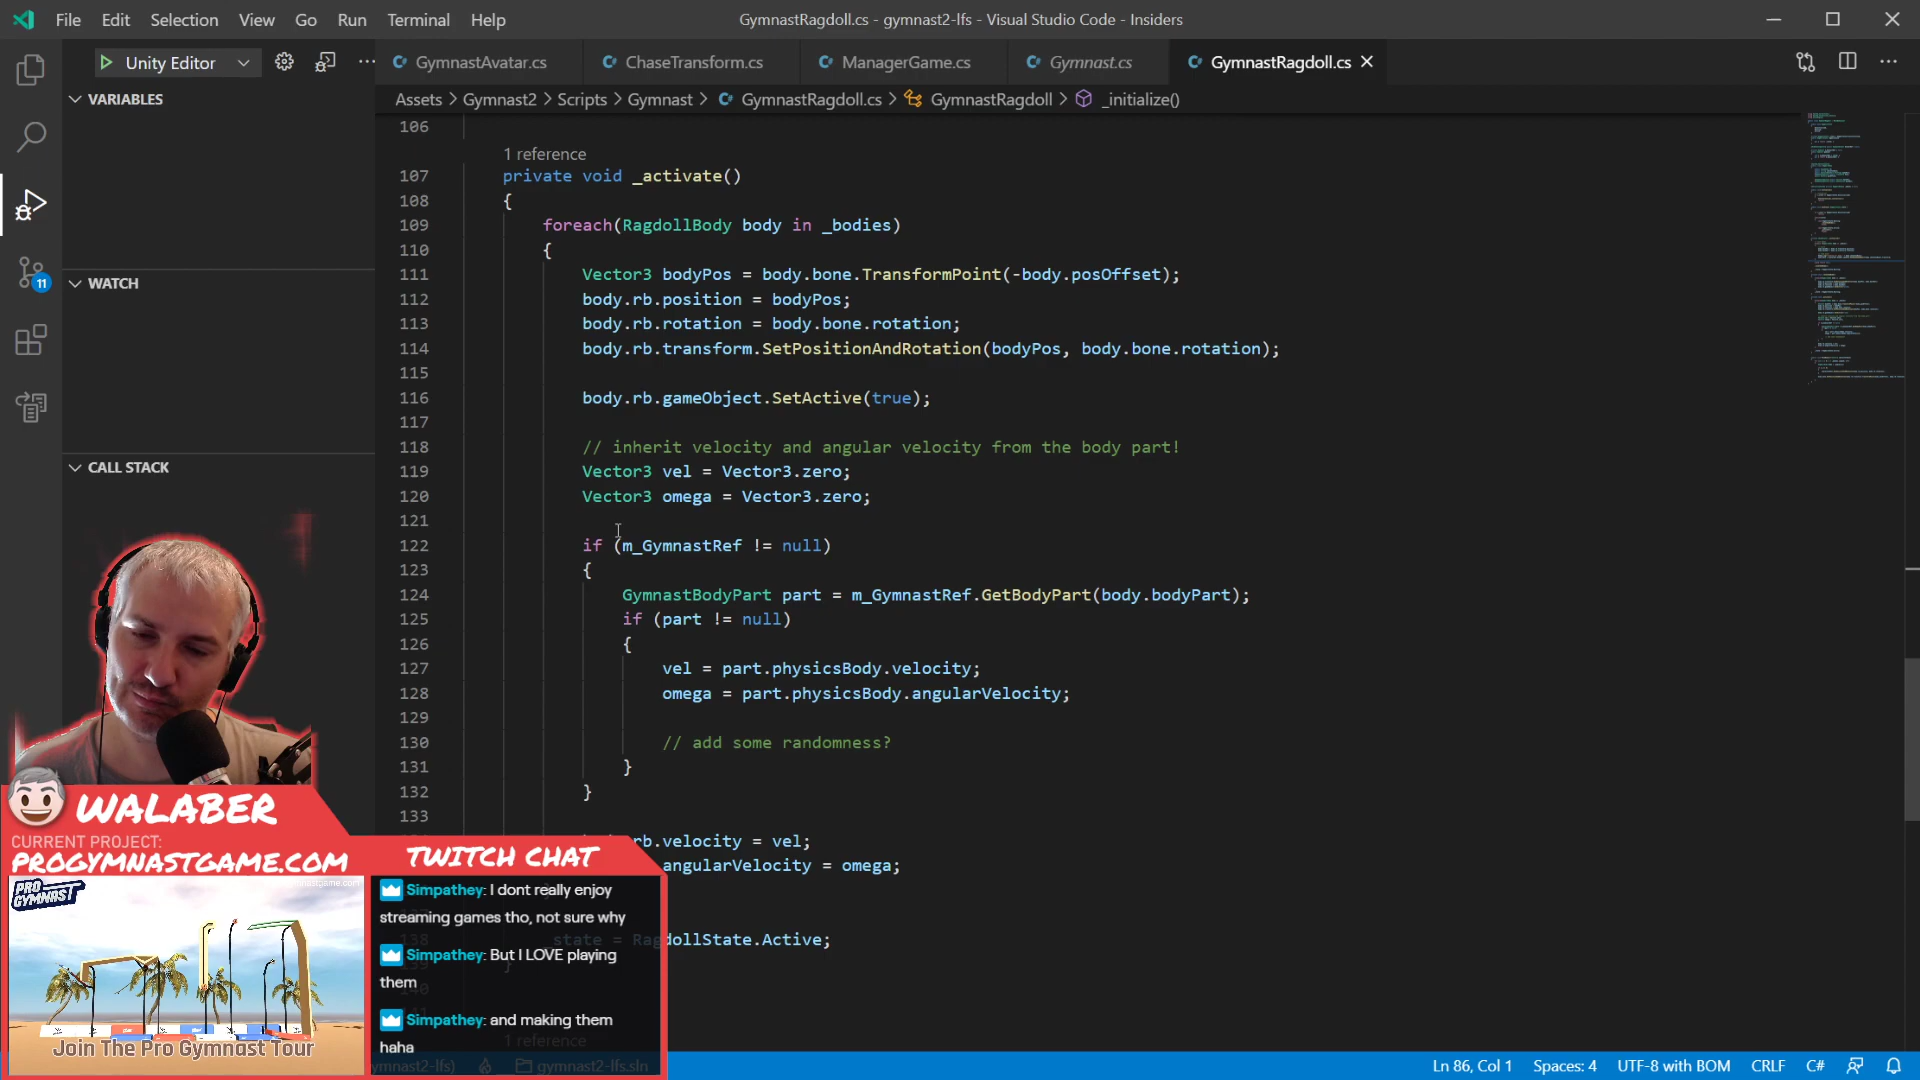 File Edit Selection View Go Run Terminal Help
GymnastRagdoll.cs - gymnast2-lfs - Visual Studio Code - Insiders
Unity Editor
GymnastAvatar.cs
ChaseTransform.cs
ManagerGame.cs
Gymnast.cs
GymnastRagdoll.cs
VARIABLES
WATCH
CALL STACK
11
Assets > Gymnast2 > Scripts > Gymnast > GymnastRagdoll.cs > GymnastRagdoll > _initialize()
106
1 reference
107 private void _activate()
108 {
109 foreach(RagdollBody body in _bodies)
110 {
111 Vector3 bodyPos = body.bone.TransformPoint(-body.posOffset);
112 body.rb.position = bodyPos;
113 body.rb.rotation = body.bone.rotation;
114 body.rb.transform.SetPositionAndRotation(bodyPos, body.bone.rotation);
115
116 body.rb.gameObject.SetActive(true);
117
118 // inherit velocity and angular velocity from the body part!
119 Vector3 vel = Vector3.zero;
120 Vector3 omega = Vector3.zero;
121
122 if (m_GymnastRef != null)
123 {
124 GymnastBodyPart part = m_GymnastRef.GetBodyPart(body.bodyPart);
125 if (part != null)
126 {
127 vel = part.physicsBody.velocity;
128 omega = part.physicsBody.angularVelocity;
129
130 // add some randomness?
131 }
132 }
133
rb.velocity = vel;
angularVelocity = omega;
138 _state = RagdollState.Active;
}
1 reference
WALABER
CURRENT PROJECT:
PROGYMNASTGAME.COM
PRO GYMNAST
Join The Pro Gymnast Tour
TWITCH CHAT
Simpathey: I dont really enjoy
streaming games tho, not sure why
Simpathey: But I LOVE playing
them
Simpathey: and making them
haha
gymnast2-lfs.sln
Ln 86, Col 1 Spaces: 4 UTF-8 with BOM CRLF C#